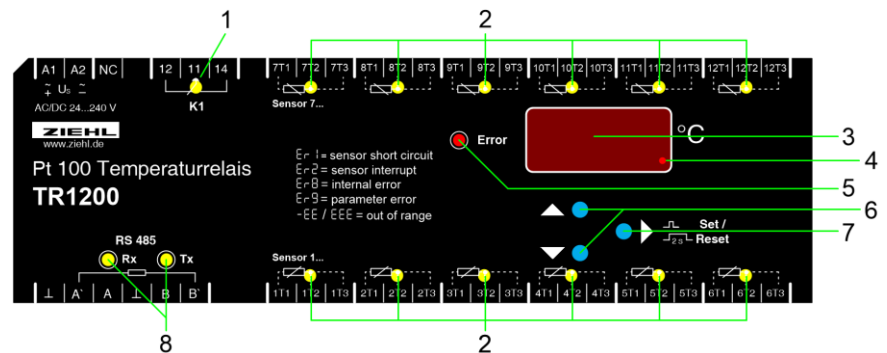 1 2
A1 A2 NC 12 11 14 7T1 7T2 7T3 8T1 8T2 8T3 9T1 9T2 9T3 10T1 10T2 10T3 11T1 11T2 11T3 12T1 12T2 12T3
≂ Us ≂
+ −
AC/DC 24...240 V
K1
Sensor 7...
ZIEHL
www.ziehl.de
Error
°C
3
4
Pt 100 Temperaturrelais
TR1200
Er1 = sensor short circuit
Er2 = sensor interrupt
Er8 = internal error
Er9 = parameter error
-EE / EEE = out of range
5
6
7
Set /
2 s Reset
RS 485
Rx Tx
Sensor 1...
⊥ A' A ⊥ B B' 1T1 1T2 1T3 2T1 2T2 2T3 3T1 3T2 3T3 4T1 4T2 4T3 5T1 5T2 5T3 6T1 6T2 6T3
8 2